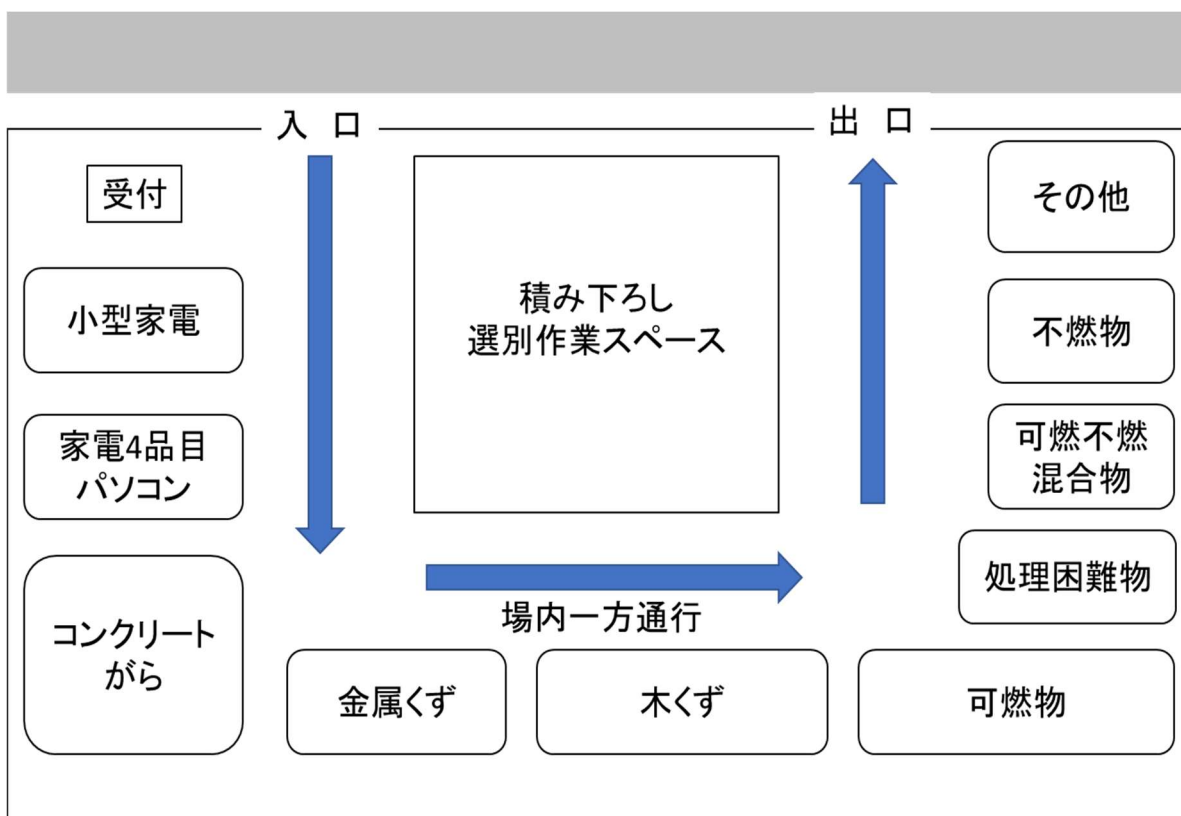 入 口
出 口
受付
小型家電
家電4品目
パソコン
コンクリート
がら
積み下ろし
選別作業スペース
場内一方通行
金属くず
木くず
可燃物
その他
不燃物
可燃不燃
混合物
処理困難物